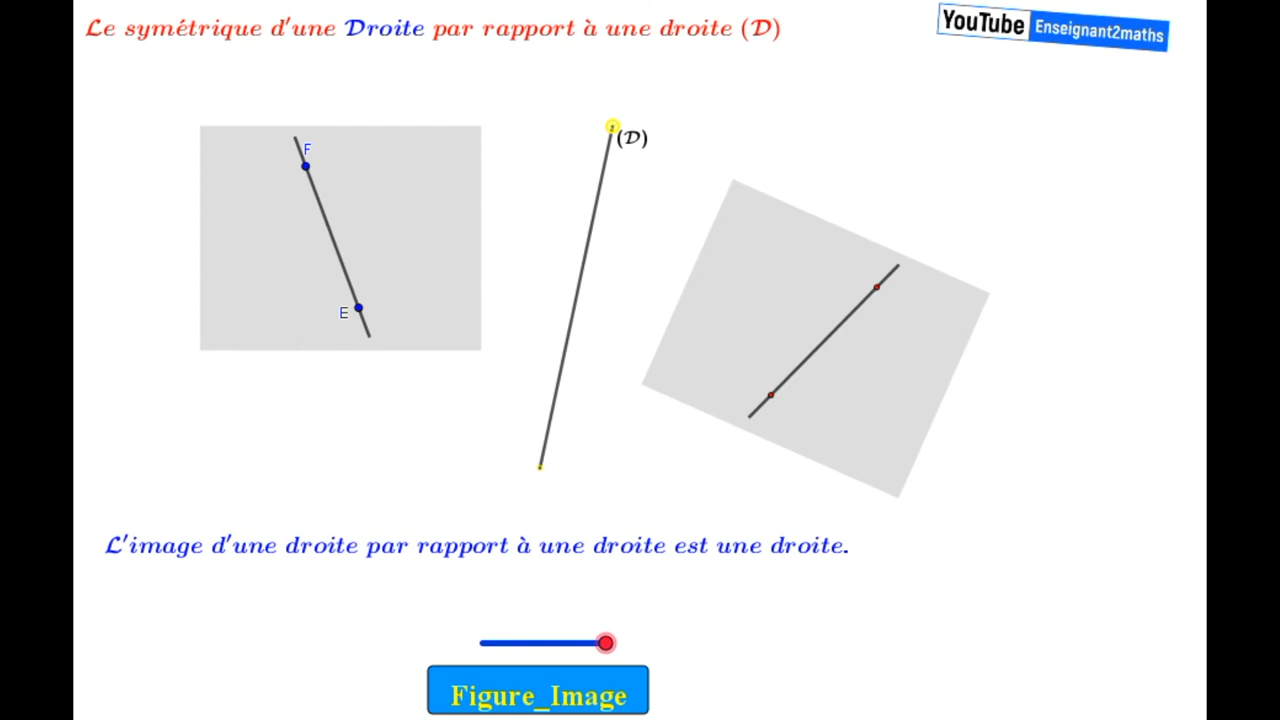 Le symétrique d'une Droite par rapport à une droite (D)
YouTube Enseignant2maths
F
(D)
E
L'image d'une droite par rapport à une droite est une droite.
Figure_Image